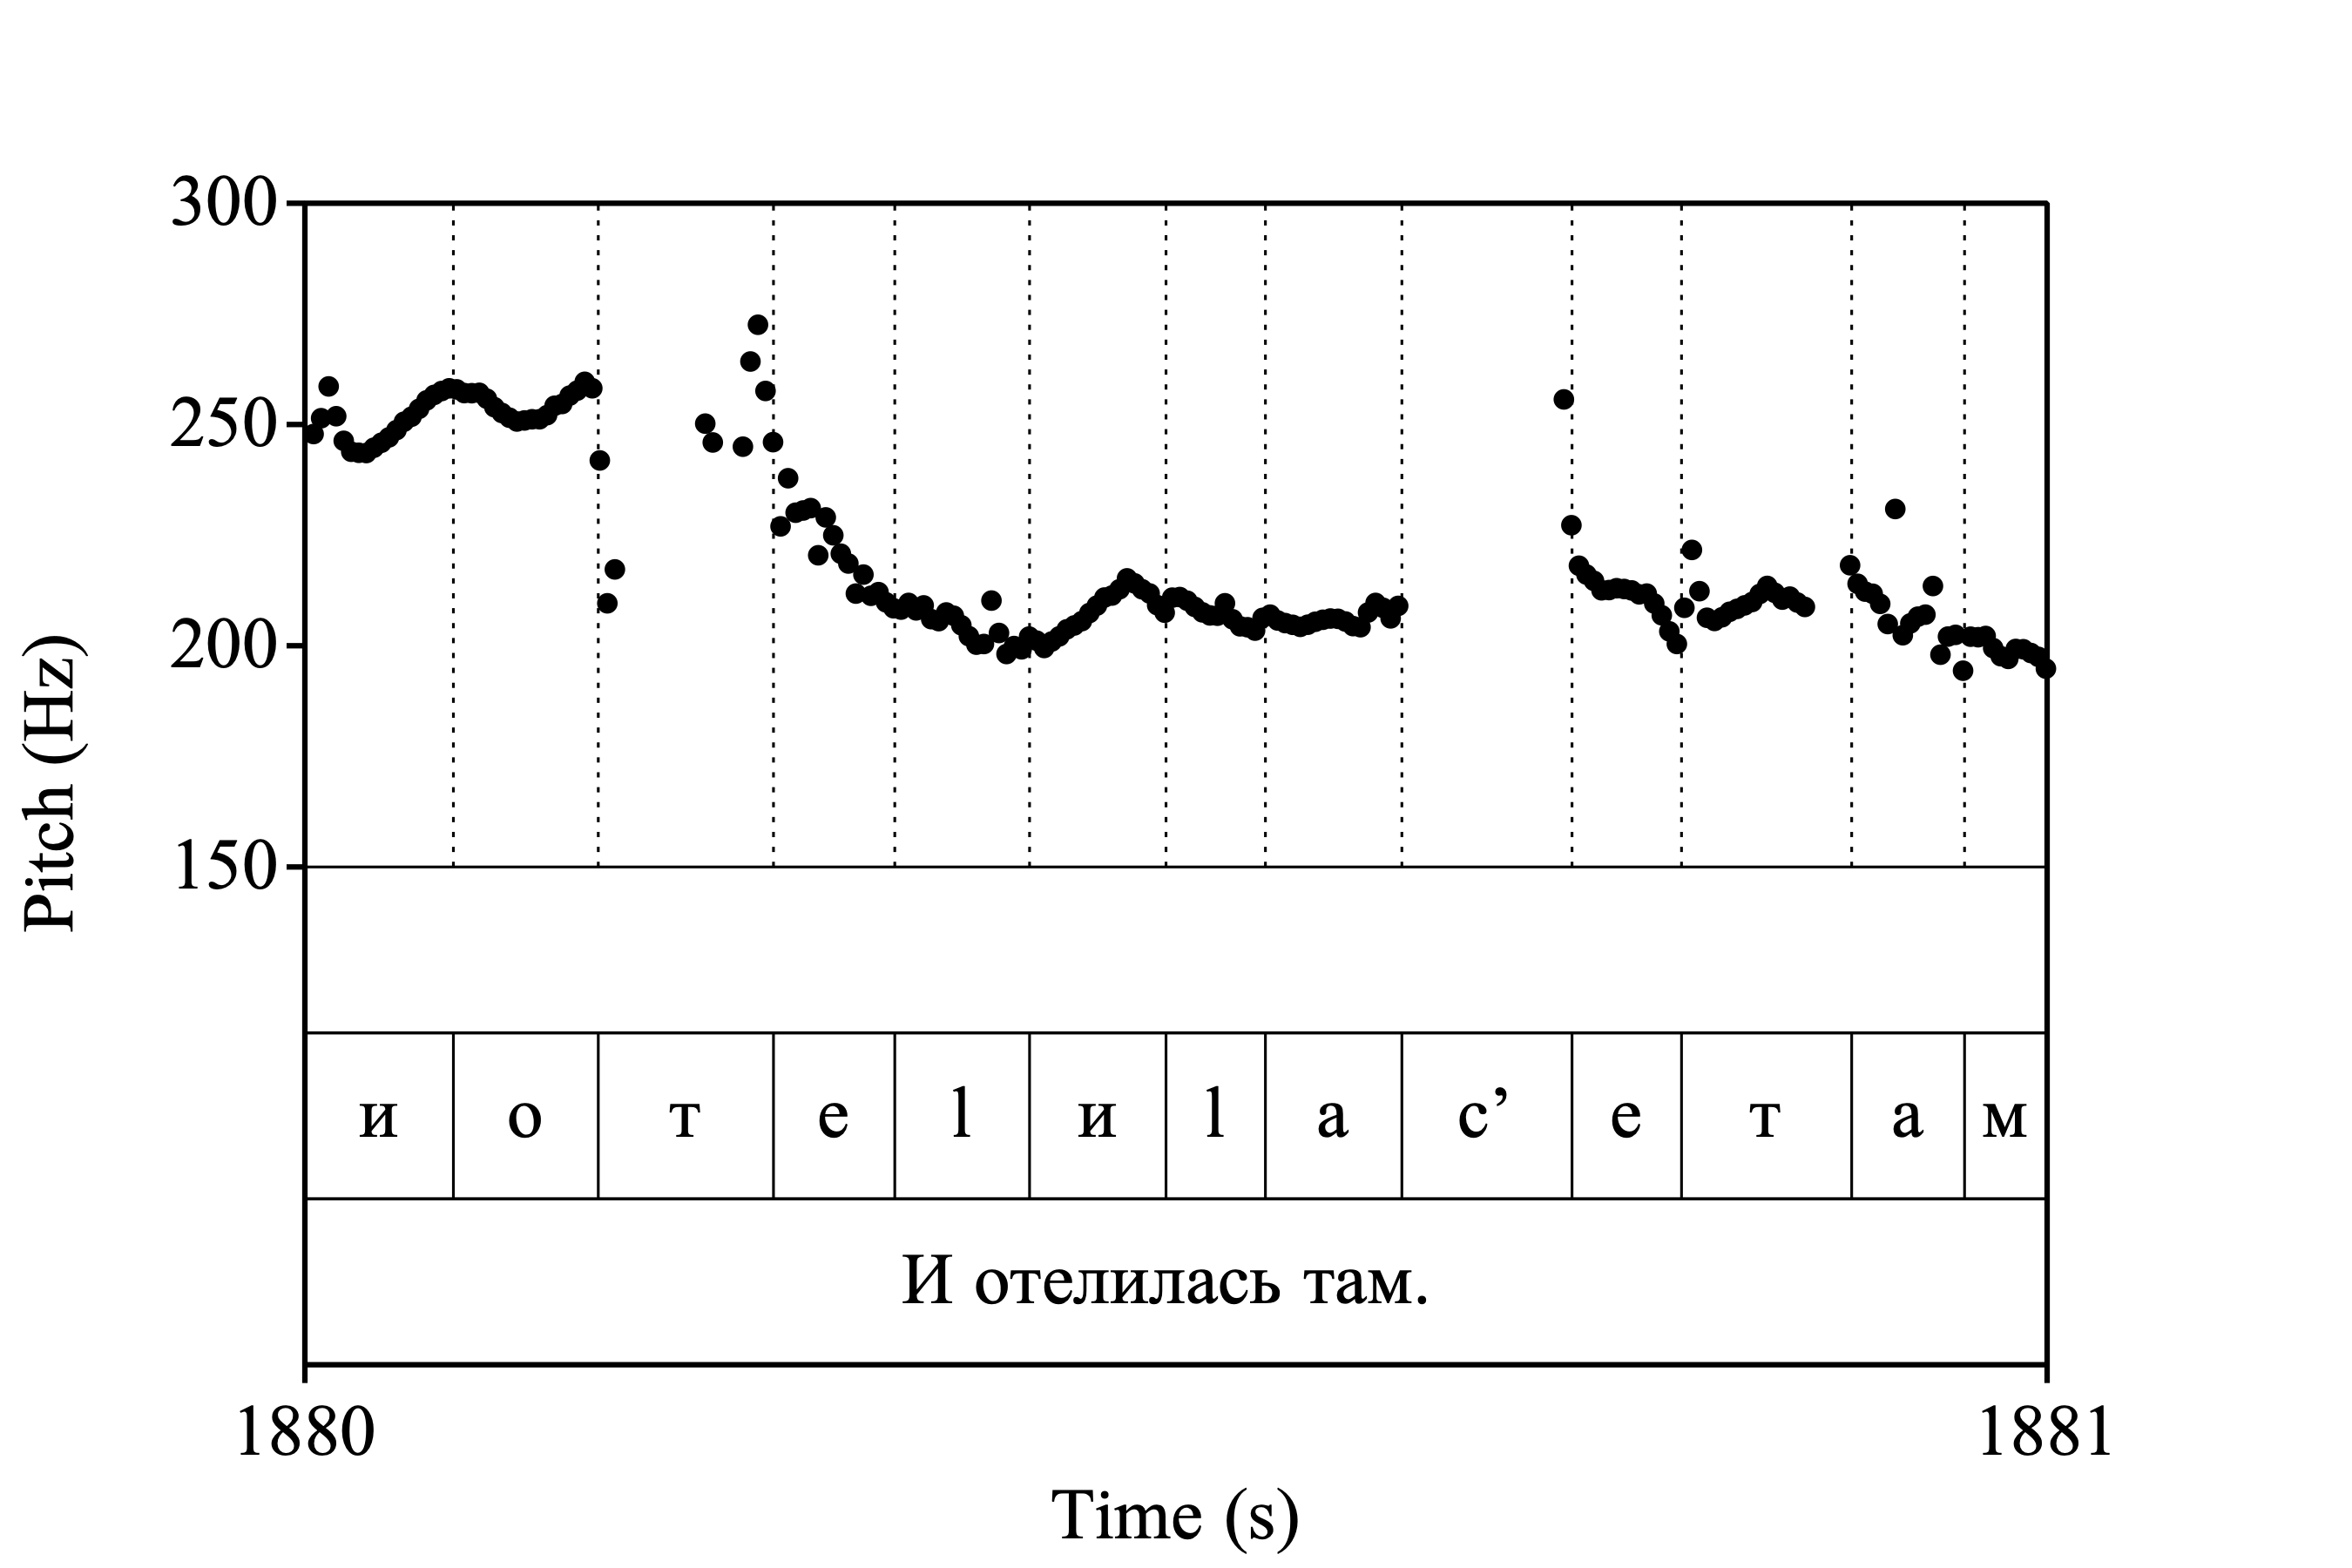 300
250
200
150
Pitch (Hz)
и о т е l и l а с’ е т а м
И отелилась там.
1880 1881
Time (s)